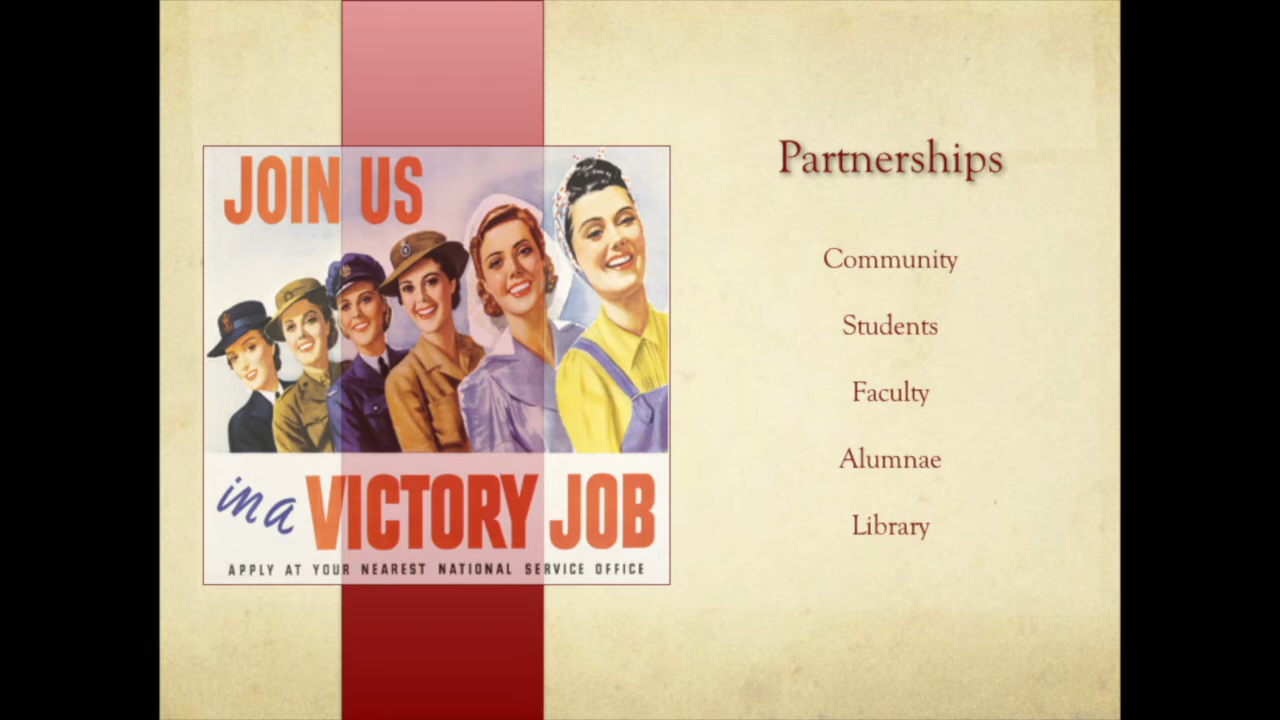 JOIN US
in a VICTORY JOB
APPLY AT YOUR NEAREST NATIONAL SERVICE OFFICE
Partnerships
Community
Students
Faculty
Alumnae
Library